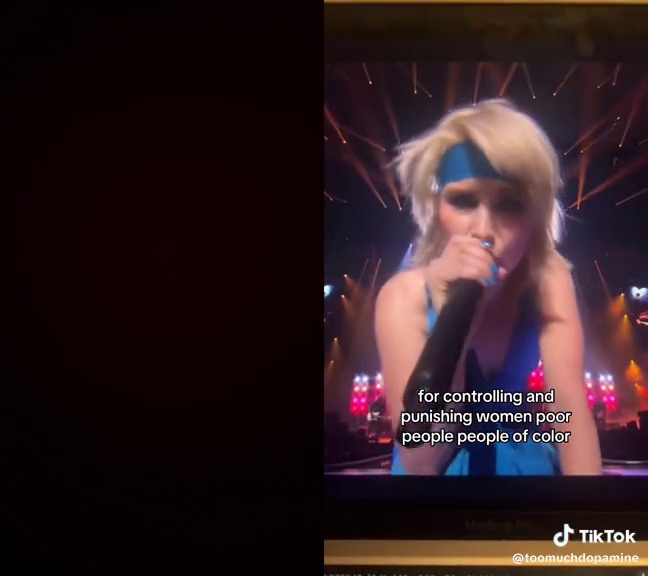 for controlling and
punishing women poor
people people of color
TikTok
@toomuchdopamine